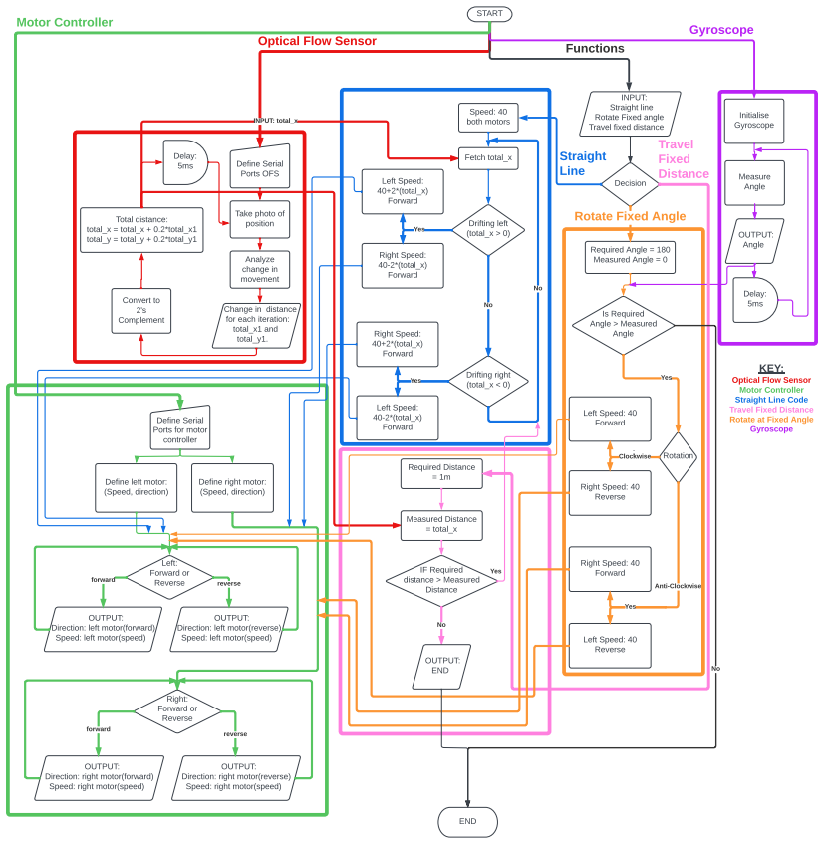 START
Motor Controller
Optical Flow Sensor
Functions
Gyroscope
INPUT:
Straight line
Rotate Fixed angle
Travel fixed distance
Decision
Straight
Line
Travel
Fixed
Distance
Rotate Fixed Angle
INPUT: total_x
Define Serial
Ports OFS
Delay:
5ms
Take photo of
position
Analyze
change in
movement
Change in distance
for each iteration:
total_x1 and
total_y1.
Convert to
2's
Complement
Total cistance:
total_x = total_x + 0.2*total_x1
total_y = total_y + 0.2*total_y1
Speed: 40
both motors
Fetch total_x
Left Speed:
40+2*(total_x)
Forward
Yes
Drifting left
(total_x > 0)
Right Speed:
40-2*(total_x)
Forward
No
Right Speed:
40+2*(total_x)
Forward
Yes
Drifting right
(total_x < 0)
Left Speed:
40-2*(total_x)
Forward
No
Initialise
Gyroscope
Measure
Angle
OUTPUT:
Angle
Delay:
5ms
KEY:
Optical Flow Sensor
Motor Controller
Straight Line Code
Travel Fixed Distance
Rotate at Fixed Angle
Gyroscope
Required Angle = 180
Measured Angle = 0
Is Required
Angle > Measured
Angle
Yes
Left Speed: 40
Forward
Clockwise
Rotation
Right Speed: 40
Reverse
Right Speed: 40
Forward
Anti-Clockwise
Yes
Left Speed: 40
Reverse
No
Required Distance
= 1m
Measured Distance
= total_x
IF Required
distance > Measured
Distance
Yes
No
OUTPUT:
END
Define Serial
Ports for motor
controller
Define left motor:
(Speed, direction)
Define right motor:
(Speed, direction)
Left:
Forward or
Reverse
forward
reverse
OUTPUT:
Direction: left motor(forward)
Speed: left motor(speed)
OUTPUT:
Direction: left motor(reverse)
Speed: left motor(speed)
Right:
Forward or
Reverse
forward
reverse
OUTPUT:
Direction: right motor(forward)
Speed: right motor(speed)
OUTPUT:
Direction: right motor(reverse)
Speed: right motor(speed)
END